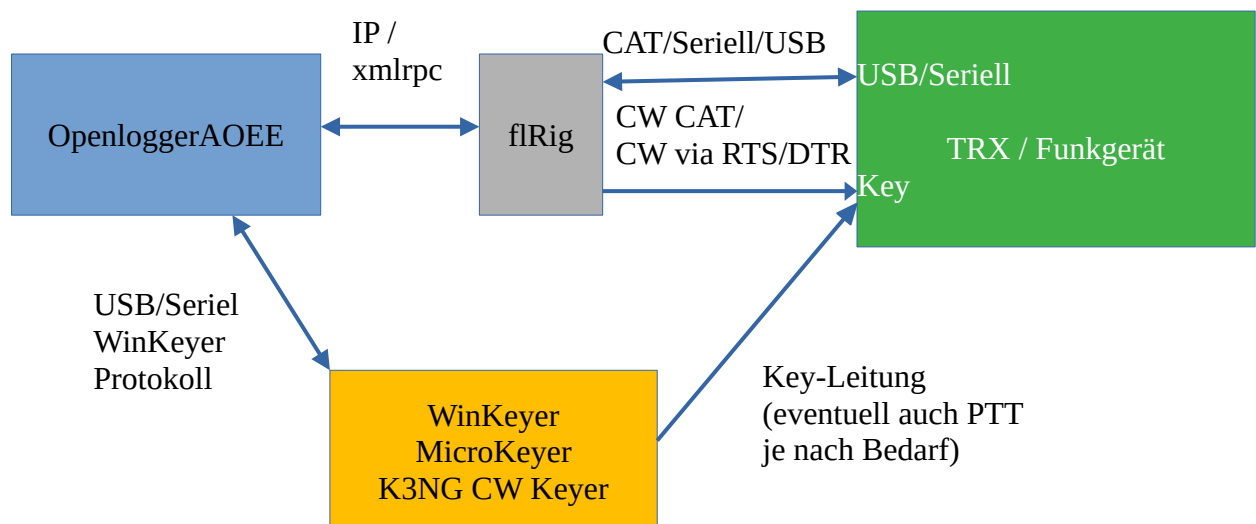 IP /
xmlrpc
CAT/Seriell/USB
OpenloggerAOEE
flRig
USB/Seriell
CW CAT/
CW via RTS/DTR
TRX / Funkgerät
Key
USB/Seriel
WinKeyer
Protokoll
WinKeyer
MicroKeyer
K3NG CW Keyer
Key-Leitung
(eventuell auch PTT
je nach Bedarf)